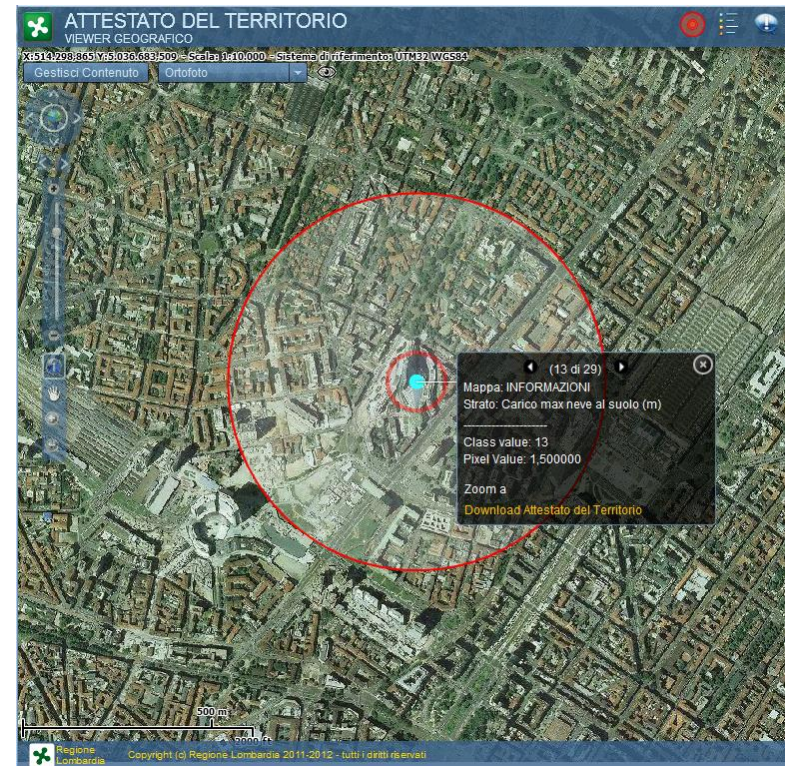 ATTESTATO DEL TERRITORIO
VIEWER GEOGRAFICO
X:514.298,865 Y:5.036.683,509 - Scala: 1:10.000 - Sistema di riferimento: UTM32 WGS84
Gestisci Contenuto
Ortofoto
(13 di 29)
Mappa: INFORMAZIONI
Strato: Carico max neve al suolo (m)
--------------------
Class value: 13
Pixel Value: 1,500000
Zoom a
Download Attestato del Territorio
500 m
2000 ft
Regione
Lombardia
Copyright (c) Regione Lombardia 2011-2012 - tutti i diritti riservati